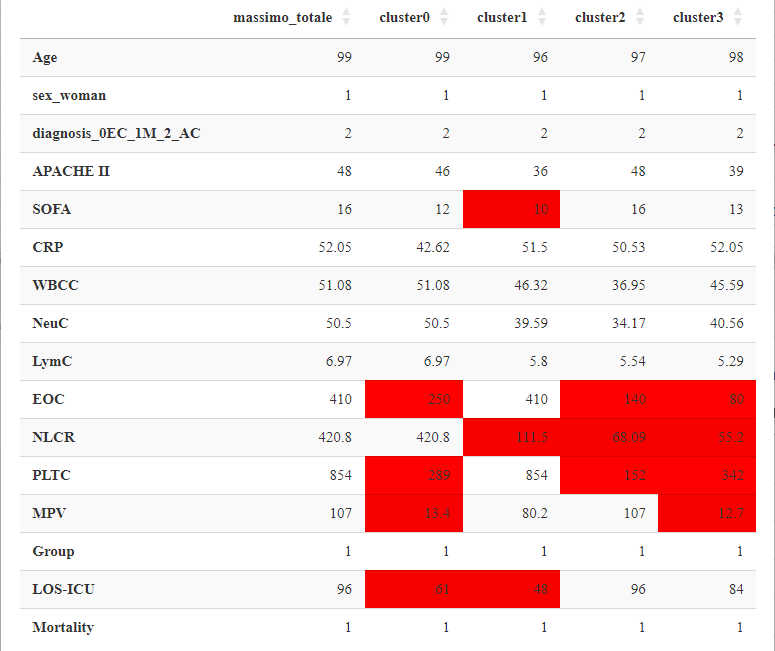 massimo_totale cluster0 cluster1 cluster2 cluster3
Age 99 99 96 97 98
sex_woman 1 1 1 1 1
diagnosis_0EC_1M_2_AC 2 2 2 2 2
APACHE II 48 46 36 48 39
SOFA 16 12 10 16 13
CRP 52.05 42.62 51.5 50.53 52.05
WBCC 51.08 51.08 46.32 36.95 45.59
NeuC 50.5 50.5 39.59 34.17 40.56
LymC 6.97 6.97 5.8 5.54 5.29
EOC 410 250 410 140 80
NLCR 420.8 420.8 111.5 68.09 55.2
PLTC 854 289 854 152 342
MPV 107 13.4 80.2 107 12.7
Group 1 1 1 1 1
LOS-ICU 96 61 48 96 84
Mortality 1 1 1 1 1